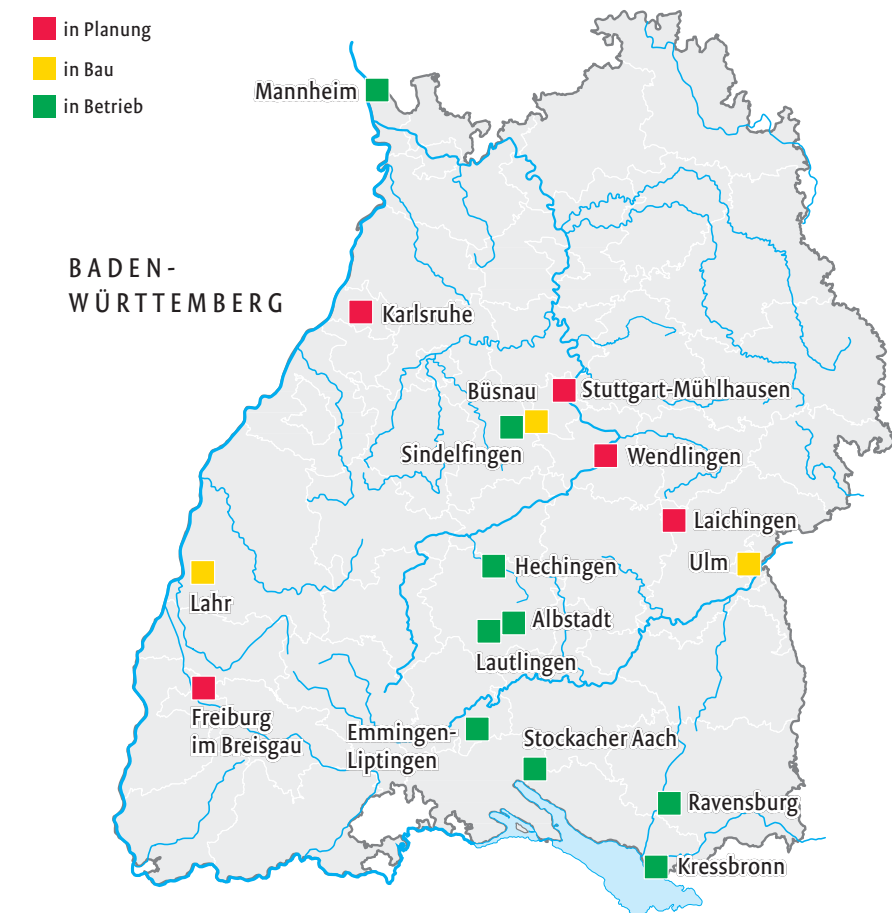 in Planung
in Bau
in Betrieb
Mannheim
BADEN-
WÜRTTEMBERG
Karlsruhe
Büsnau
Stuttgart-Mühlhausen
Sindelfingen
Wendlingen
Laichingen
Ulm
Hechingen
Lahr
Albstadt
Lautlingen
Freiburg
im Breisgau
Emmingen-
Liptingen
Stockacher Aach
Ravensburg
Kressbronn